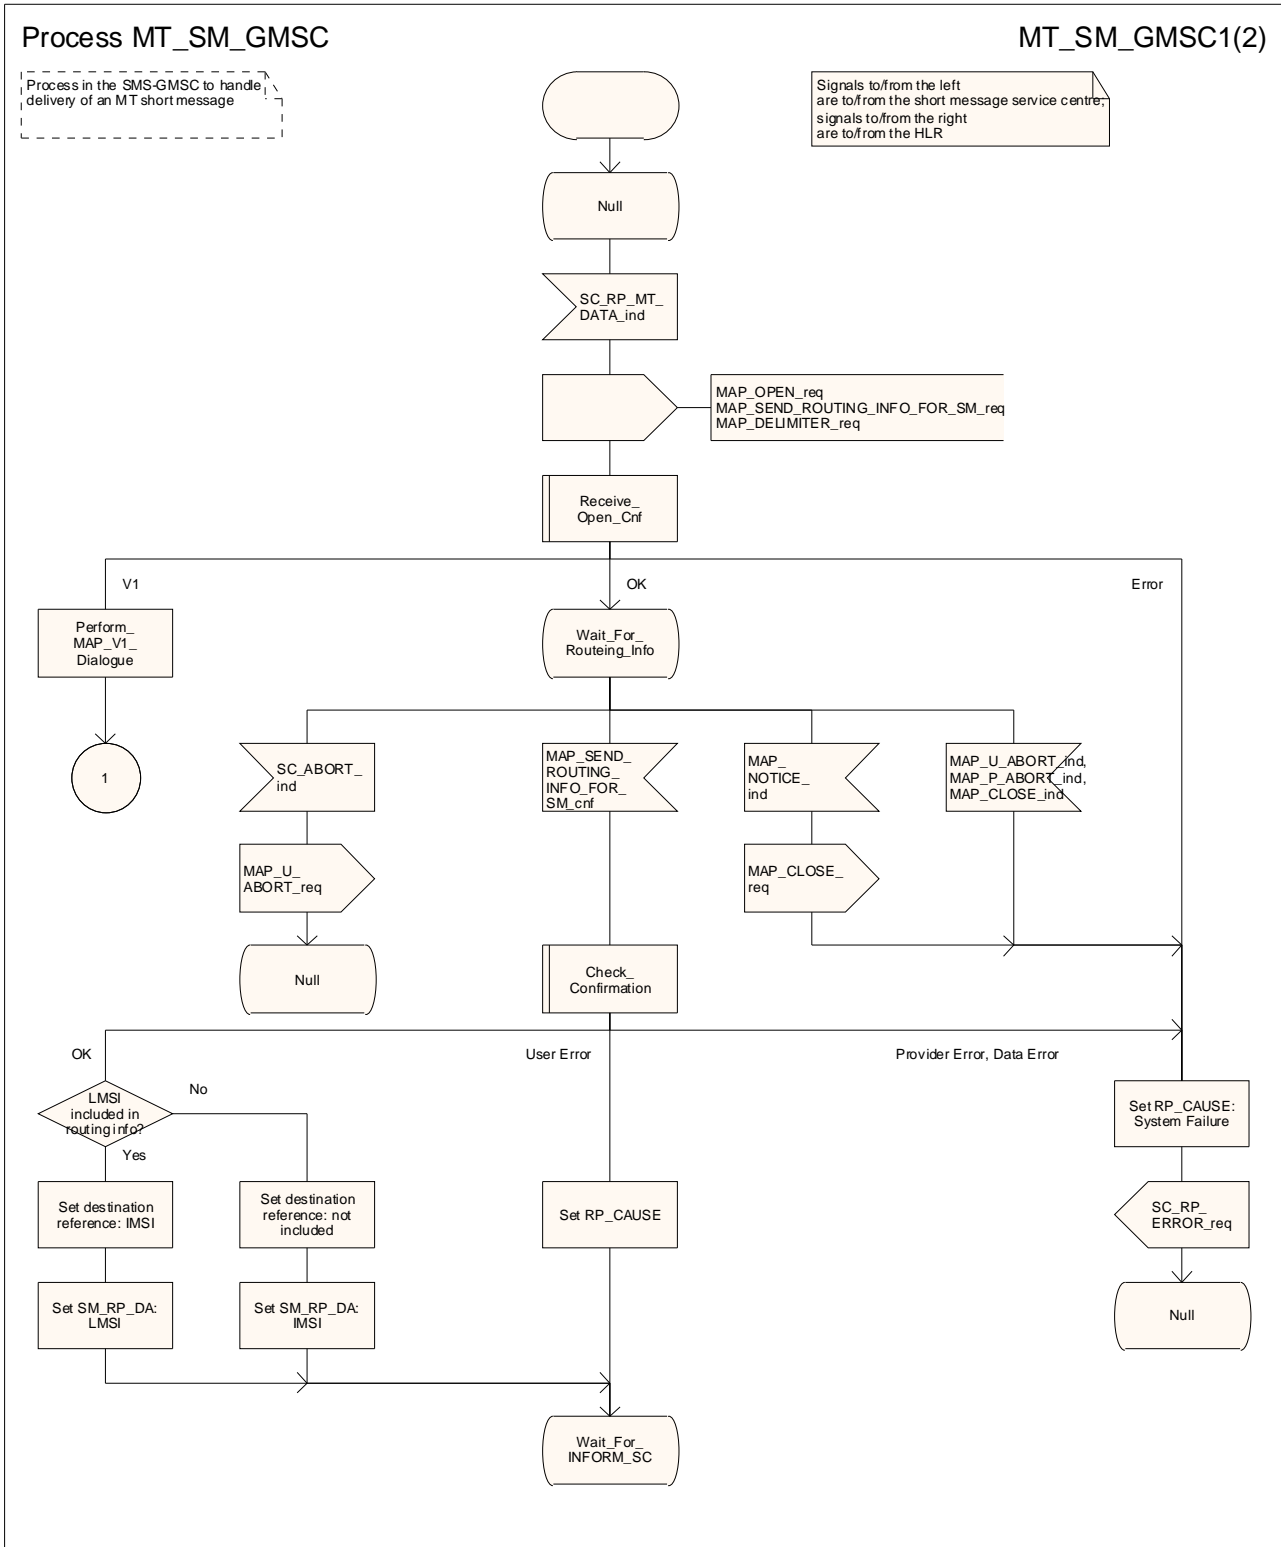 Process MT_SM_GMSC
MT_SM_GMSC1(2)
Process in the SMS-GMSC to handle
delivery of an MT short message
Signals to/from the left
are to/from the short message service centre;
signals to/from the right
are to/from the HLR
Null
SC_RP_MT_
DATA_ind
MAP_OPEN_req
MAP_SEND_ROUTING_INFO_FOR_SM_req
MAP_DELIMITER_req
Receive_
Open_Cnf
V1
OK
Error
Perform_
MAP_V1_
Dialogue
Wait_For_
Routeing_Info
1
SC_ABORT_
ind
MAP_SEND_
ROUTING_
INFO_FOR_
SM_cnf
MAP_
NOTICE_
ind
MAP_U_ABORT_ind,
MAP_P_ABORT_ind,
MAP_CLOSE_ind
MAP_U_
ABORT_req
MAP_CLOSE_
req
Null
Check_
Confirmation
OK
User Error
Provider Error, Data Error
LMSI
included in
routing info?
No
Yes
Set RP_CAUSE:
System Failure
Set destination
reference: IMSI
Set destination
reference: not
included
Set RP_CAUSE
SC_RP_
ERROR_req
Set SM_RP_DA:
LMSI
Set SM_RP_DA:
IMSI
Null
Wait_For_
INFORM_SC